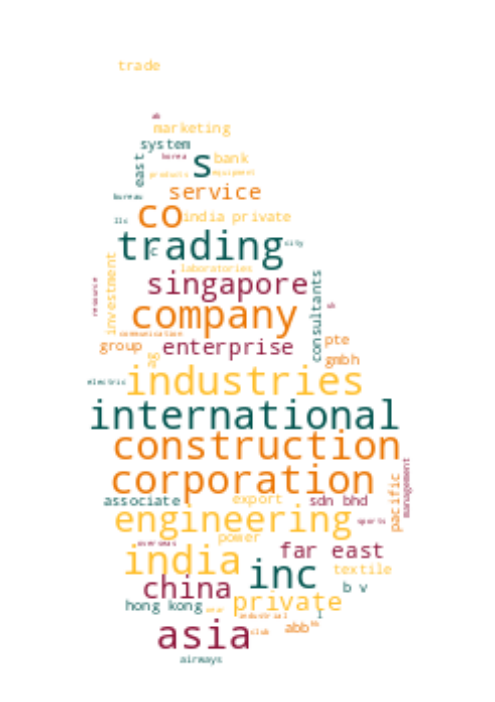 trade
marketing
system
korea
bank
s
east
products
equipment
service
bureau
co
india private
llc
trading
city
c
laboratories
singapore
investment
resource
consultants
company
communication
group
enterprise
pte
gmbh
ag
electric
industries
international
construction
corporation
pacific
management
associate
export
sdn bhd
engineering
sports
power
overseas
far east
india
inc
textile
china
b v
hong kong
private
industrial
l
abb
asia
club
airways